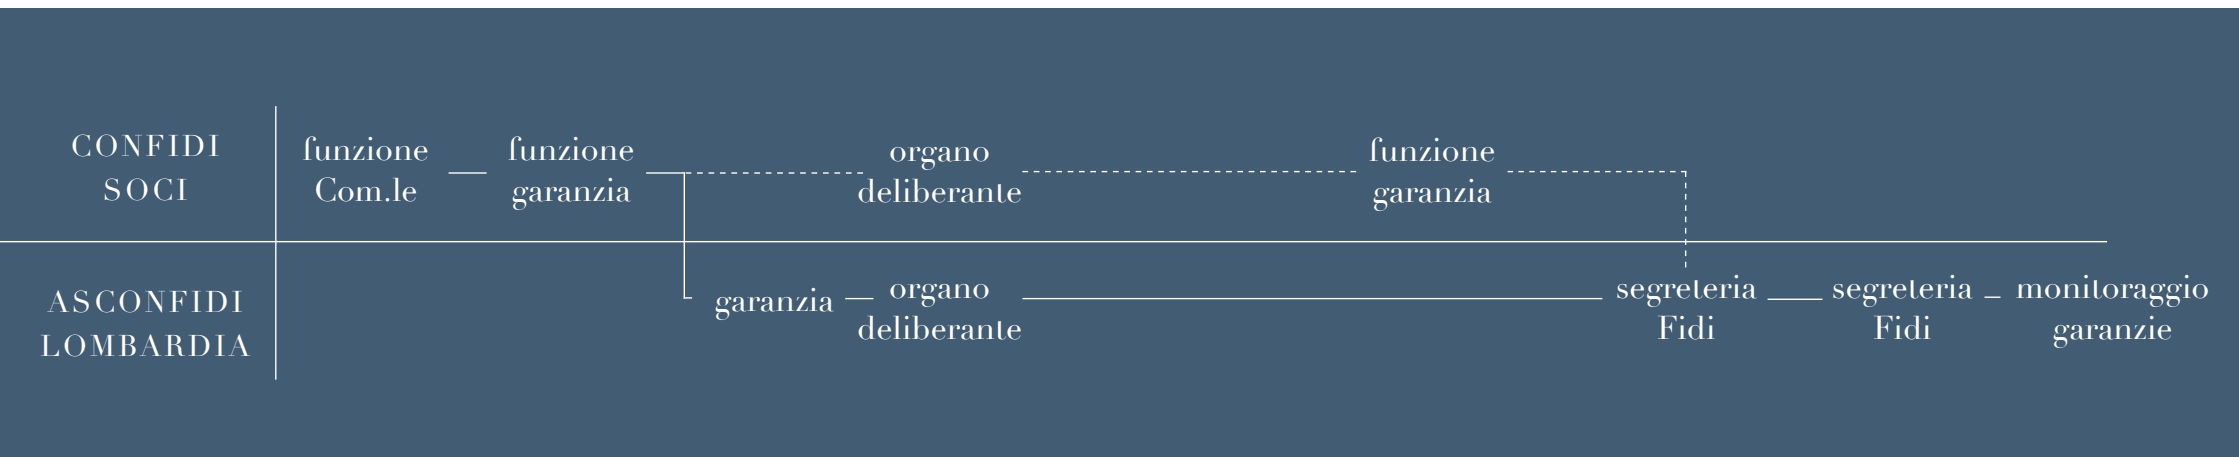 CONFIDI
SOCI
funzione
Com.le
funzione
garanzia
organo
deliberante
funzione
garanzia
ASCONFIDI
LOMBARDIA
garanzia
organo
deliberante
segreteria
Fidi
segreteria
Fidi
monitoraggio
garanzie